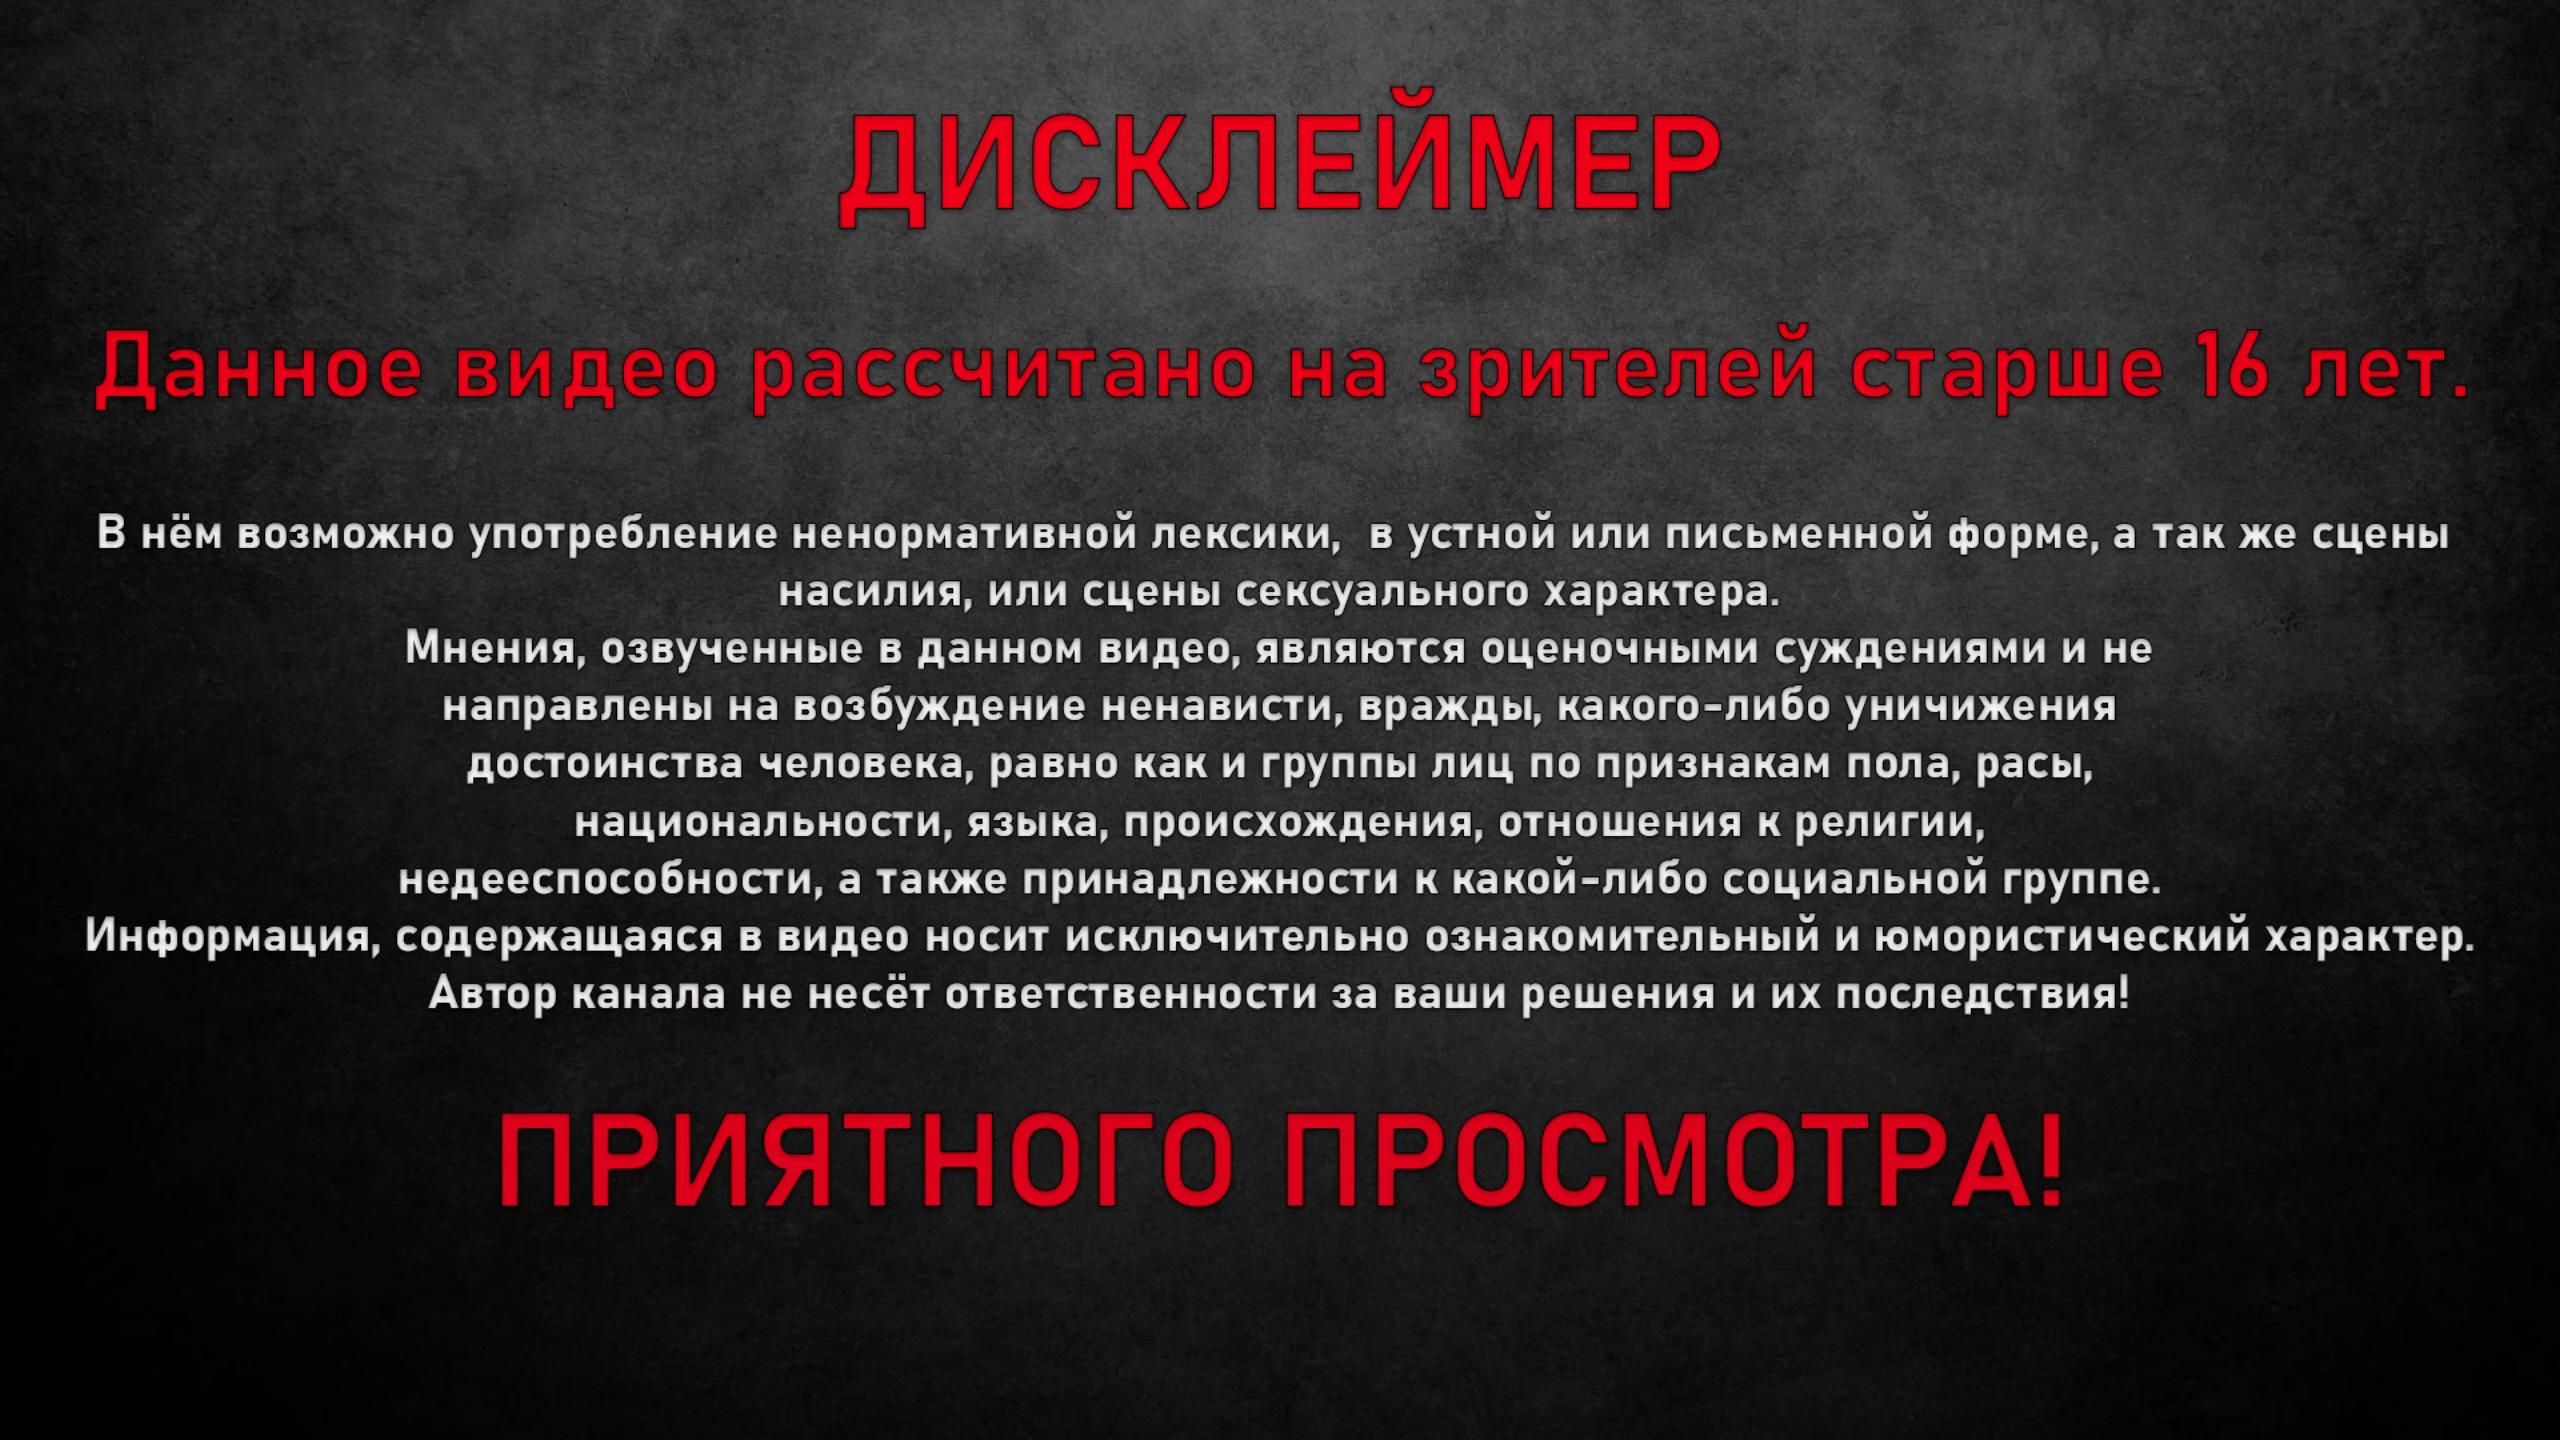 ДИСКЛЕЙМЕР
Данное видео рассчитано на зрителей старше 16 лет.
В нём возможно употребление ненормативной лексики,  в устной или письменной форме, а так же сцены
насилия, или сцены сексуального характера.
Мнения, озвученные в данном видео, являются оценочными суждениями и не
направлены на возбуждение ненависти, вражды, какого-либо уничижения
достоинства человека, равно как и группы лиц по признакам пола, расы,
национальности, языка, происхождения, отношения к религии,
недееспособности, а также принадлежности к какой-либо социальной группе.
Информация, содержащаяся в видео носит исключительно ознакомительный и юмористический характер.
Автор канала не несёт ответственности за ваши решения и их последствия!
ПРИЯТНОГО ПРОСМОТРА!